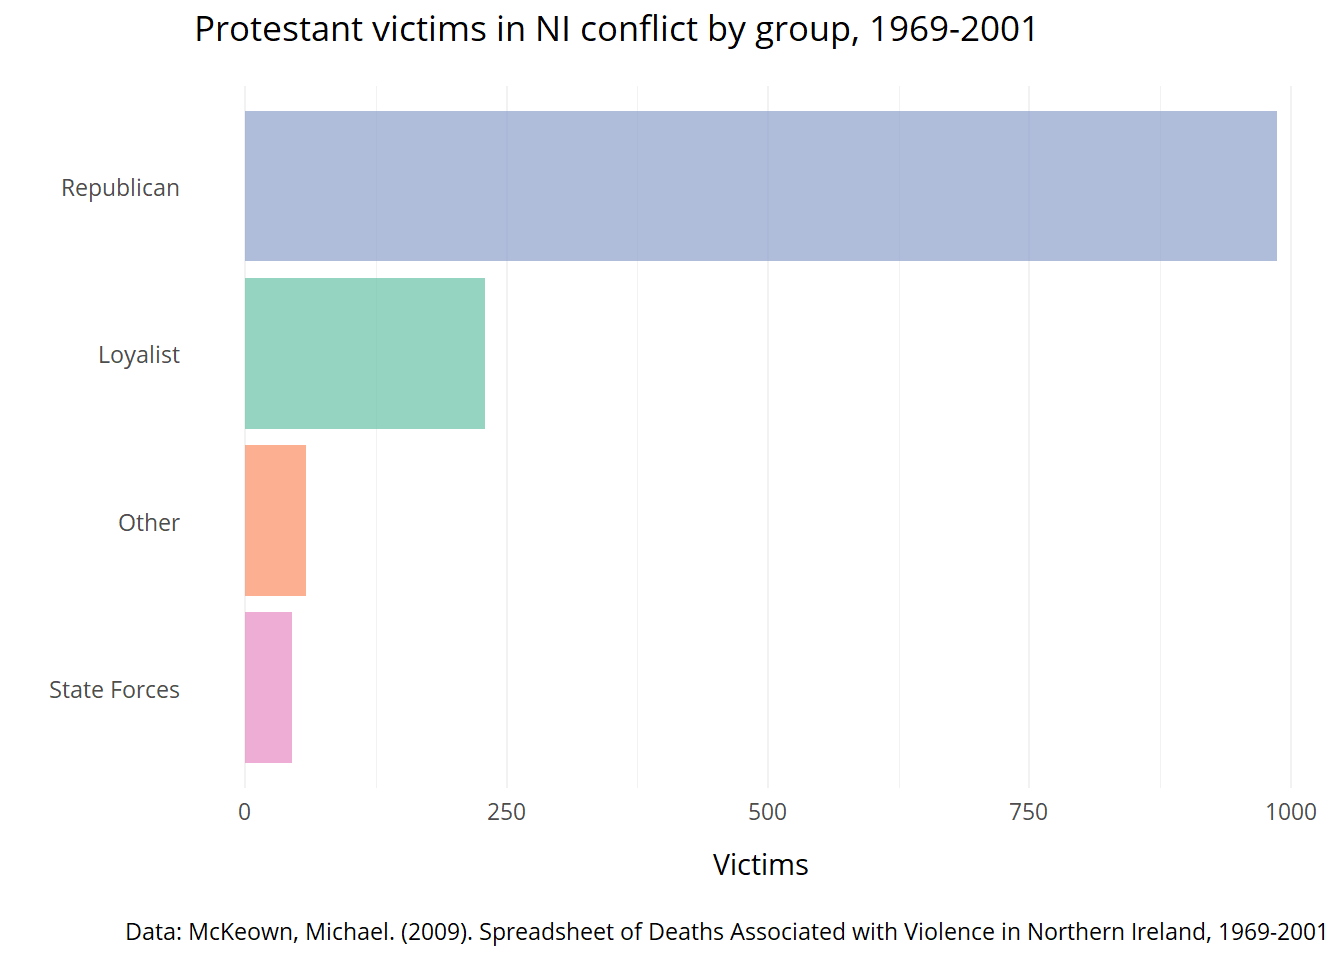 Protestant victims in NI conflict by group, 1969-2001
Republican
Loyalist
Other
State Forces
0 250 500 750 1000
Victims
Data: McKeown, Michael. (2009). Spreadsheet of Deaths Associated with Violence in Northern Ireland, 1969-2001